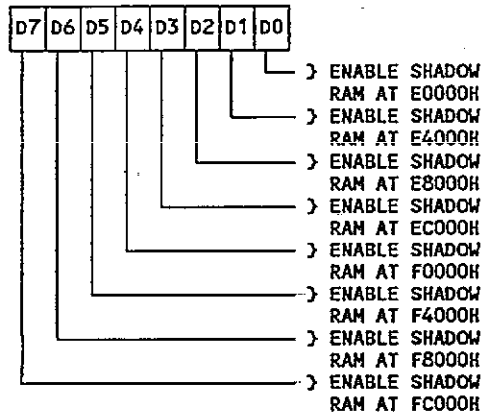 D7 D6 D5 D4 D3 D2 D1 D0
} ENABLE SHADOW
RAM AT E0000H
} ENABLE SHADOW
RAM AT E4000H
} ENABLE SHADOW
RAM AT E8000H
} ENABLE SHADOW
RAM AT EC000H
} ENABLE SHADOW
RAM AT F0000H
} ENABLE SHADOW
RAM AT F4000H
} ENABLE SHADOW
RAM AT F8000H
} ENABLE SHADOW
RAM AT FC000H